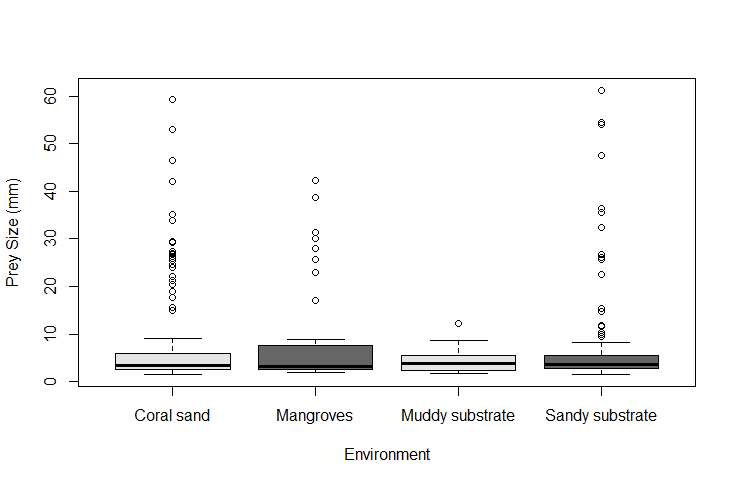 Prey Size (mm)
60
50
40
30
20
10
0
Coral sand
Mangroves
Muddy substrate
Sandy substrate
Environment